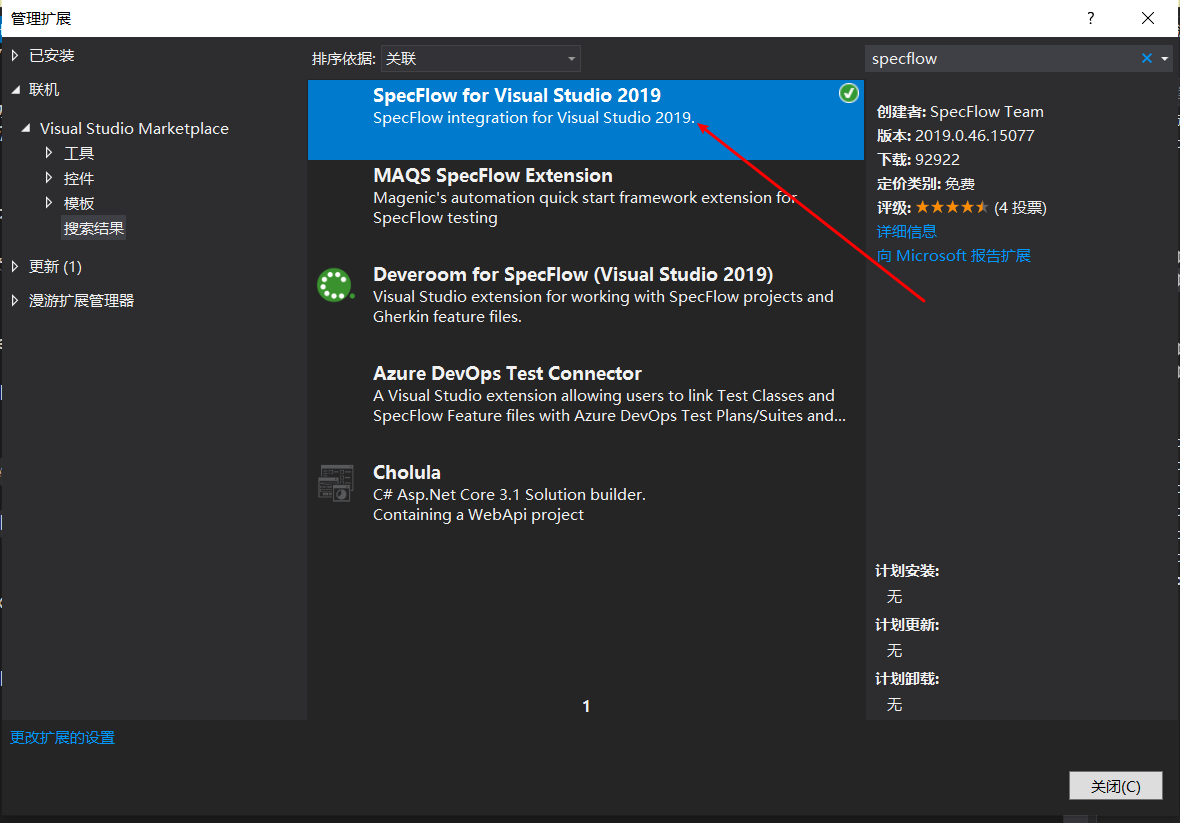 管理扩展
?
已安装
联机
Visual Studio Marketplace
工具
控件
模板
搜索结果
更新 (1)
漫游扩展管理器
排序依据: 关联
SpecFlow for Visual Studio 2019
SpecFlow integration for Visual Studio 2019.
MAQS SpecFlow Extension
Magenic's automation quick start framework extension for
SpecFlow testing
Deveroom for SpecFlow (Visual Studio 2019)
Visual Studio extension for working with SpecFlow projects and
Gherkin feature files.
Azure DevOps Test Connector
A Visual Studio extension allowing users to link Test Classes and
SpecFlow Feature files with Azure DevOps Test Plans/Suites and...
Cholula
C# Asp.Net Core 3.1 Solution builder.
Containing a WebApi project
1
specflow
创建者: SpecFlow Team
版本: 2019.0.46.15077
下载: 92922
定价类别: 免费
评级: (4 投票)
详细信息
向 Microsoft 报告扩展
计划安装:
无
计划更新:
无
计划卸载:
无
更改扩展的设置
关闭(C)